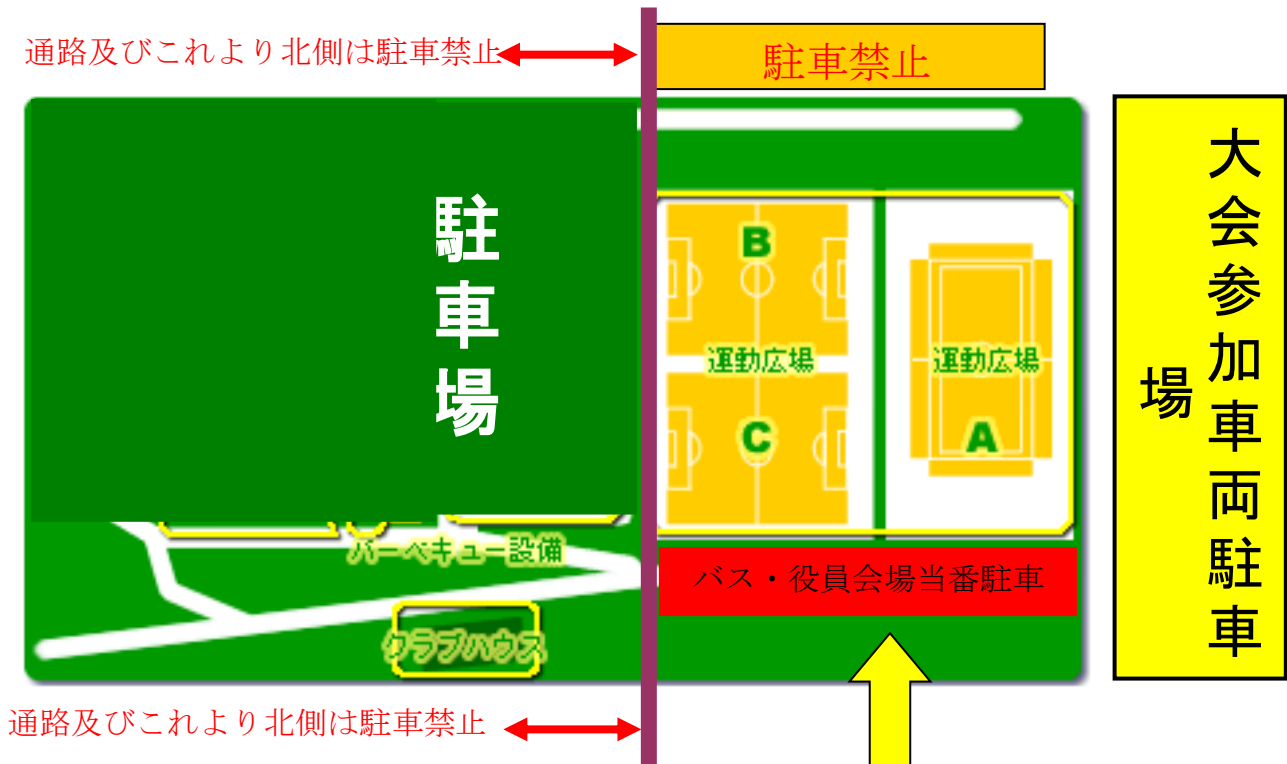 通路及びこれより北側は駐車禁止
駐車禁止
駐車場
B
運動広場
C
運動広場
A
大会参加車両駐車
場
バーベキュー設備
バス・役員会場当番駐車
クラブハウス
通路及びこれより北側は駐車禁止